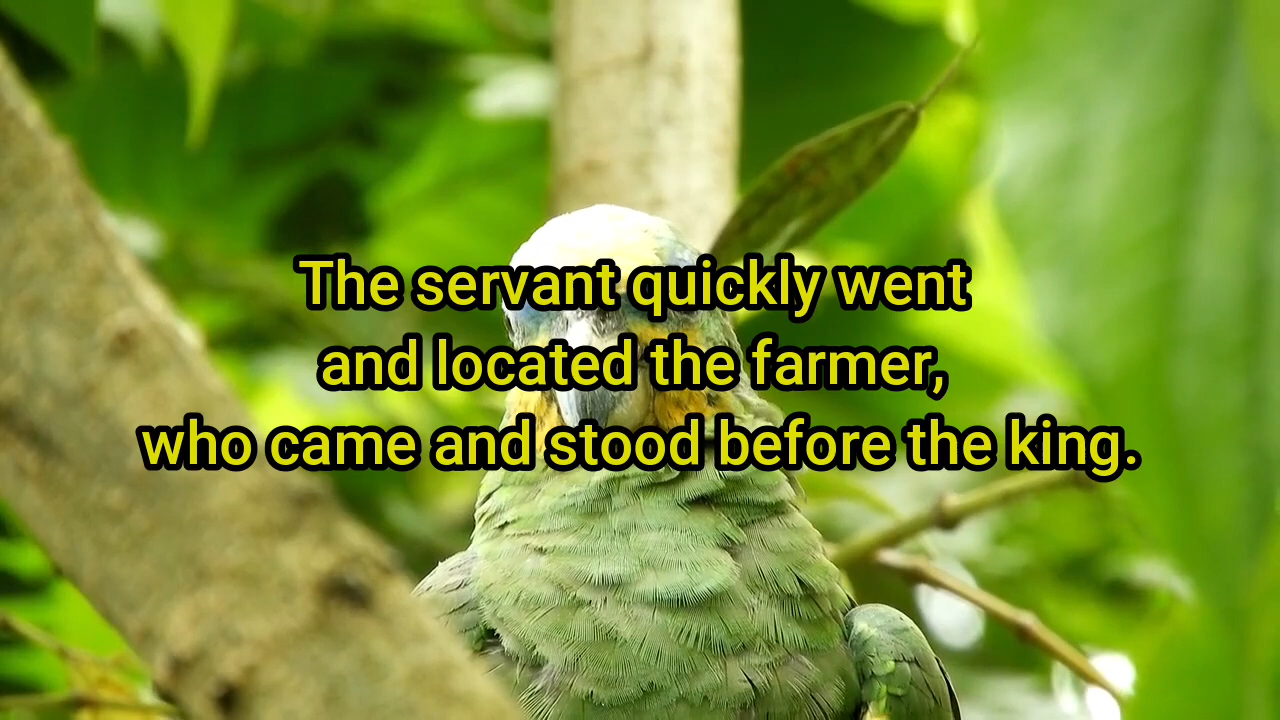 The servant quickly went
and located the farmer,
who came and stood before the king.